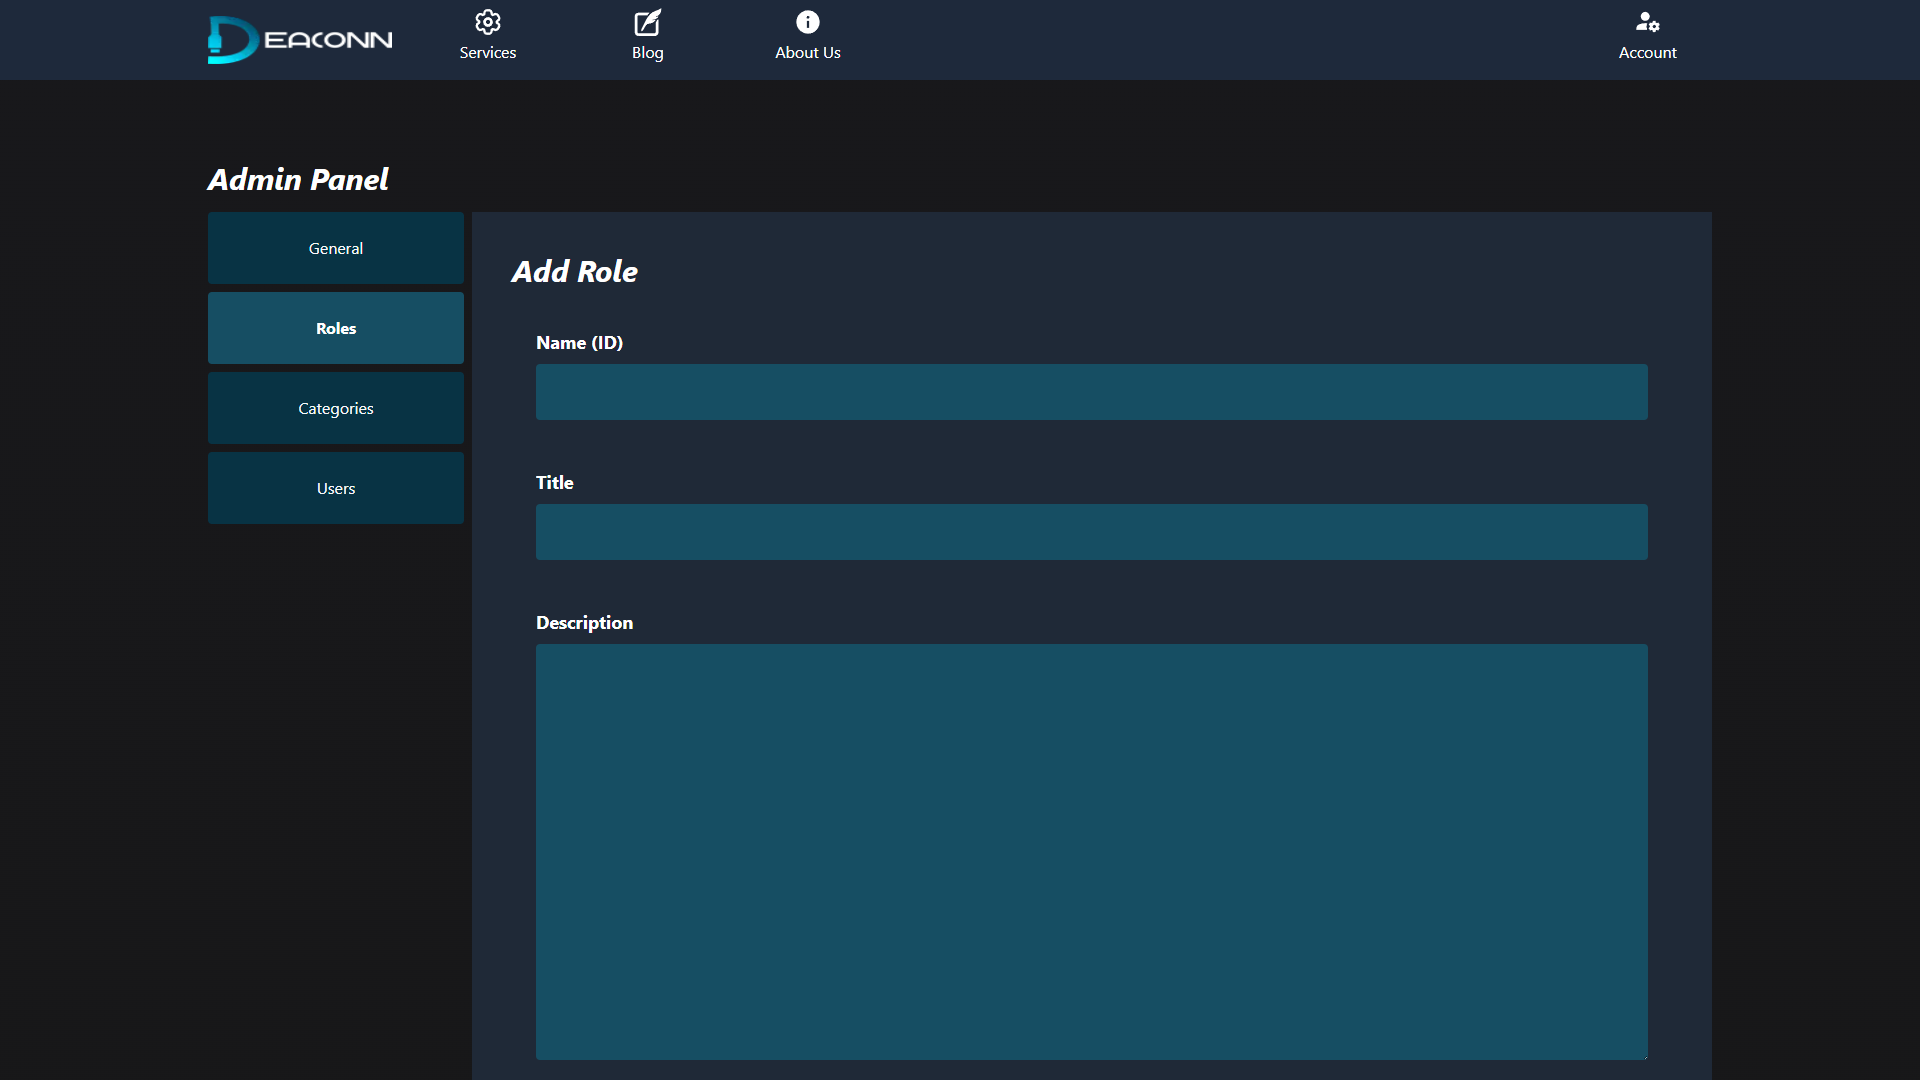 DEACONN
Services
Blog
About Us
Account
Admin Panel
General
Roles
Categories
Users
Add Role
Name (ID)
Title
Description